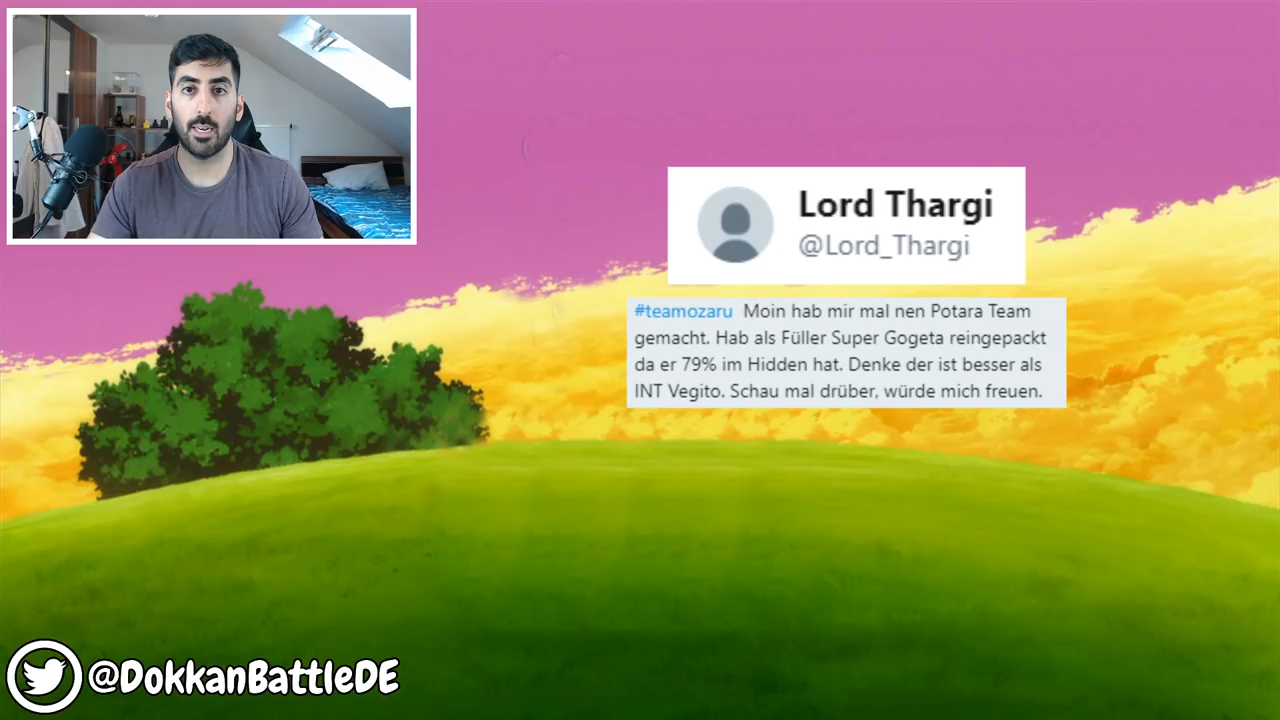 Lord Thargi
@Lord_Thargi
#teamozaru Moin hab mir mal nen Potara Team
gemacht. Hab als Füller Super Gogeta reingepackt
da er 79% im Hidden hat. Denke der ist besser als
INT Vegito. Schau mal drüber, würde mich freuen.
@DokkanBattleDE